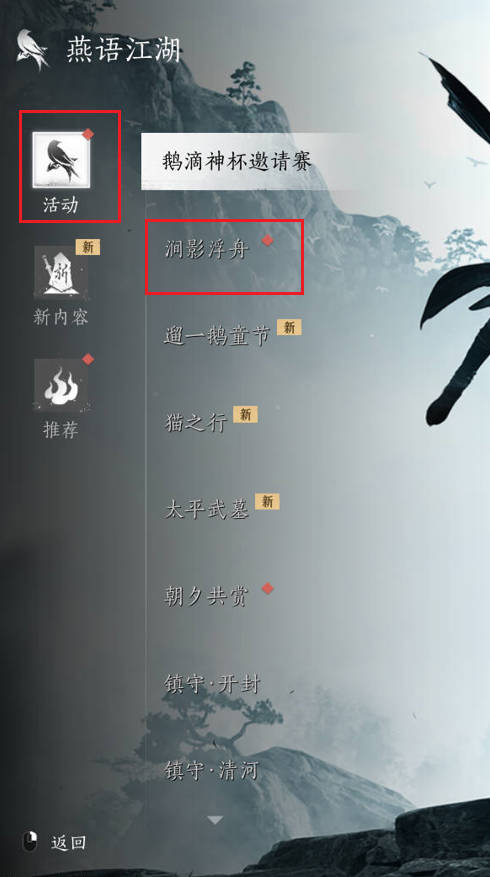 燕语江湖
活动
新
新内容
推荐
鹅滴神杯邀请赛
涧影浮舟
遛一鹅童节
新
猫之行
新
太平武墓
新
朝夕共赏
镇守·开封
镇守·清河
返回